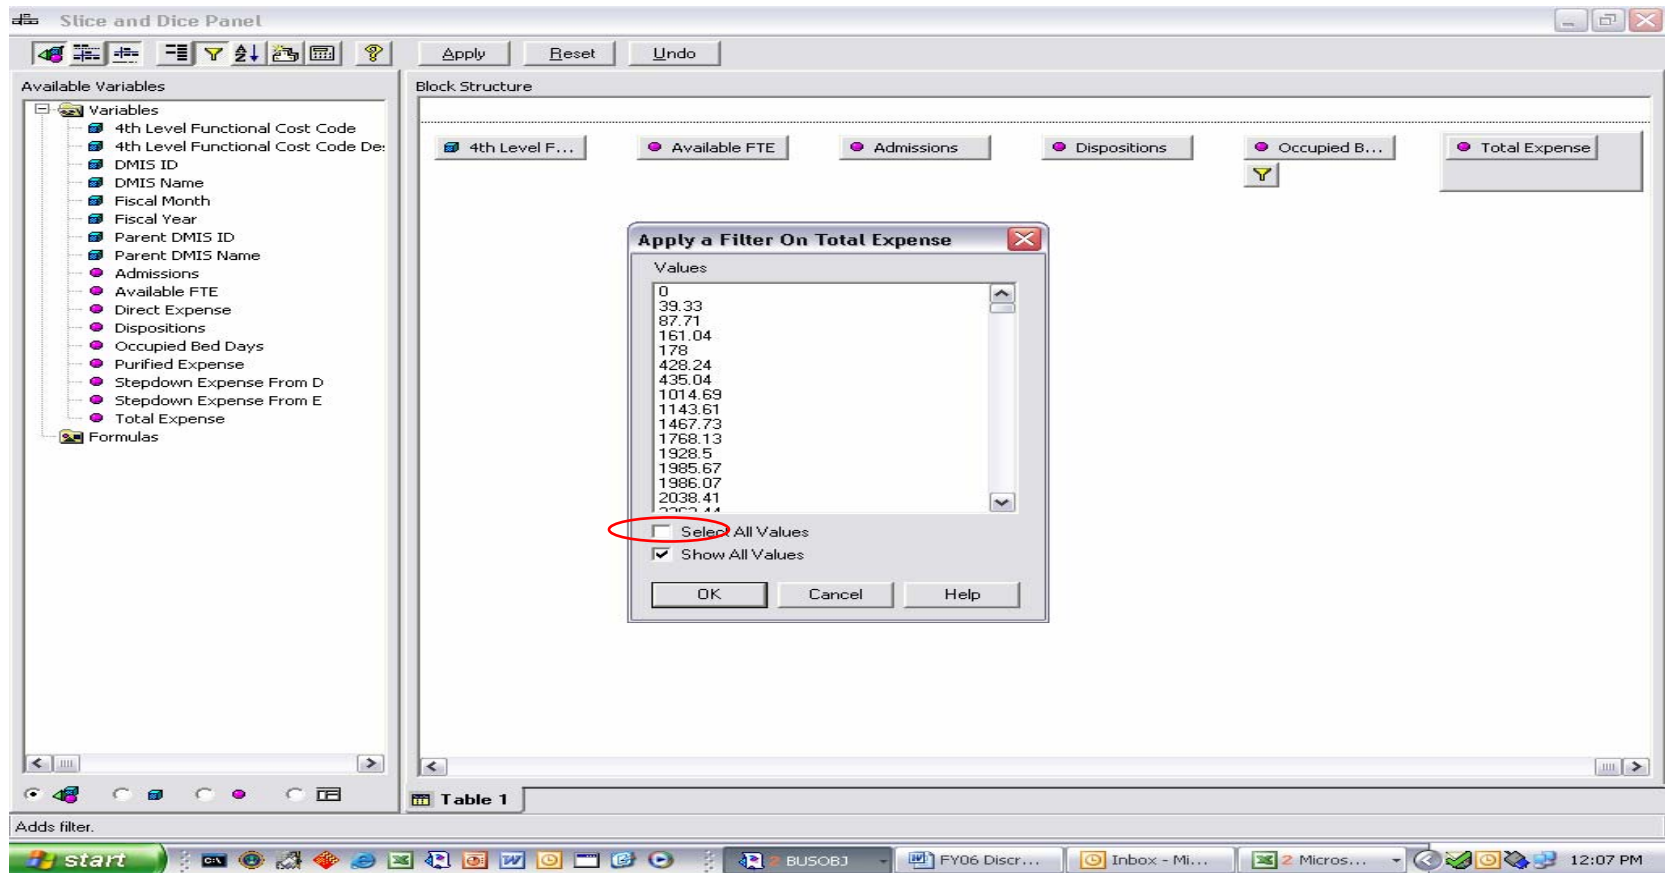 Slice and Dice Panel
Apply Reset Undo
Available Variables
Variables
4th Level Functional Cost Code
4th Level Functional Cost Code De:
DMIS ID
DMIS Name
Fiscal Month
Fiscal Year
Parent DMIS ID
Parent DMIS Name
Admissions
Available FTE
Direct Expense
Dispositions
Occupied Bed Days
Purified Expense
Stepdown Expense From D
Stepdown Expense From E
Total Expense
Formulas
Block Structure
4th Level F... Available FTE Admissions Dispositions Occupied B... Total Expense
Apply a Filter On Total Expense
Values
0
39.33
87.71
161.04
178
428.24
435.04
1014.69
1143.61
1467.73
1768.13
1928.5
1985.67
1986.07
2038.41
Select All Values
Show All Values
OK Cancel Help
Table 1
Adds filter.
start 2 BUSOBJ FY06 Discr... Inbox - Mi... 2 Micros... 12:07 PM